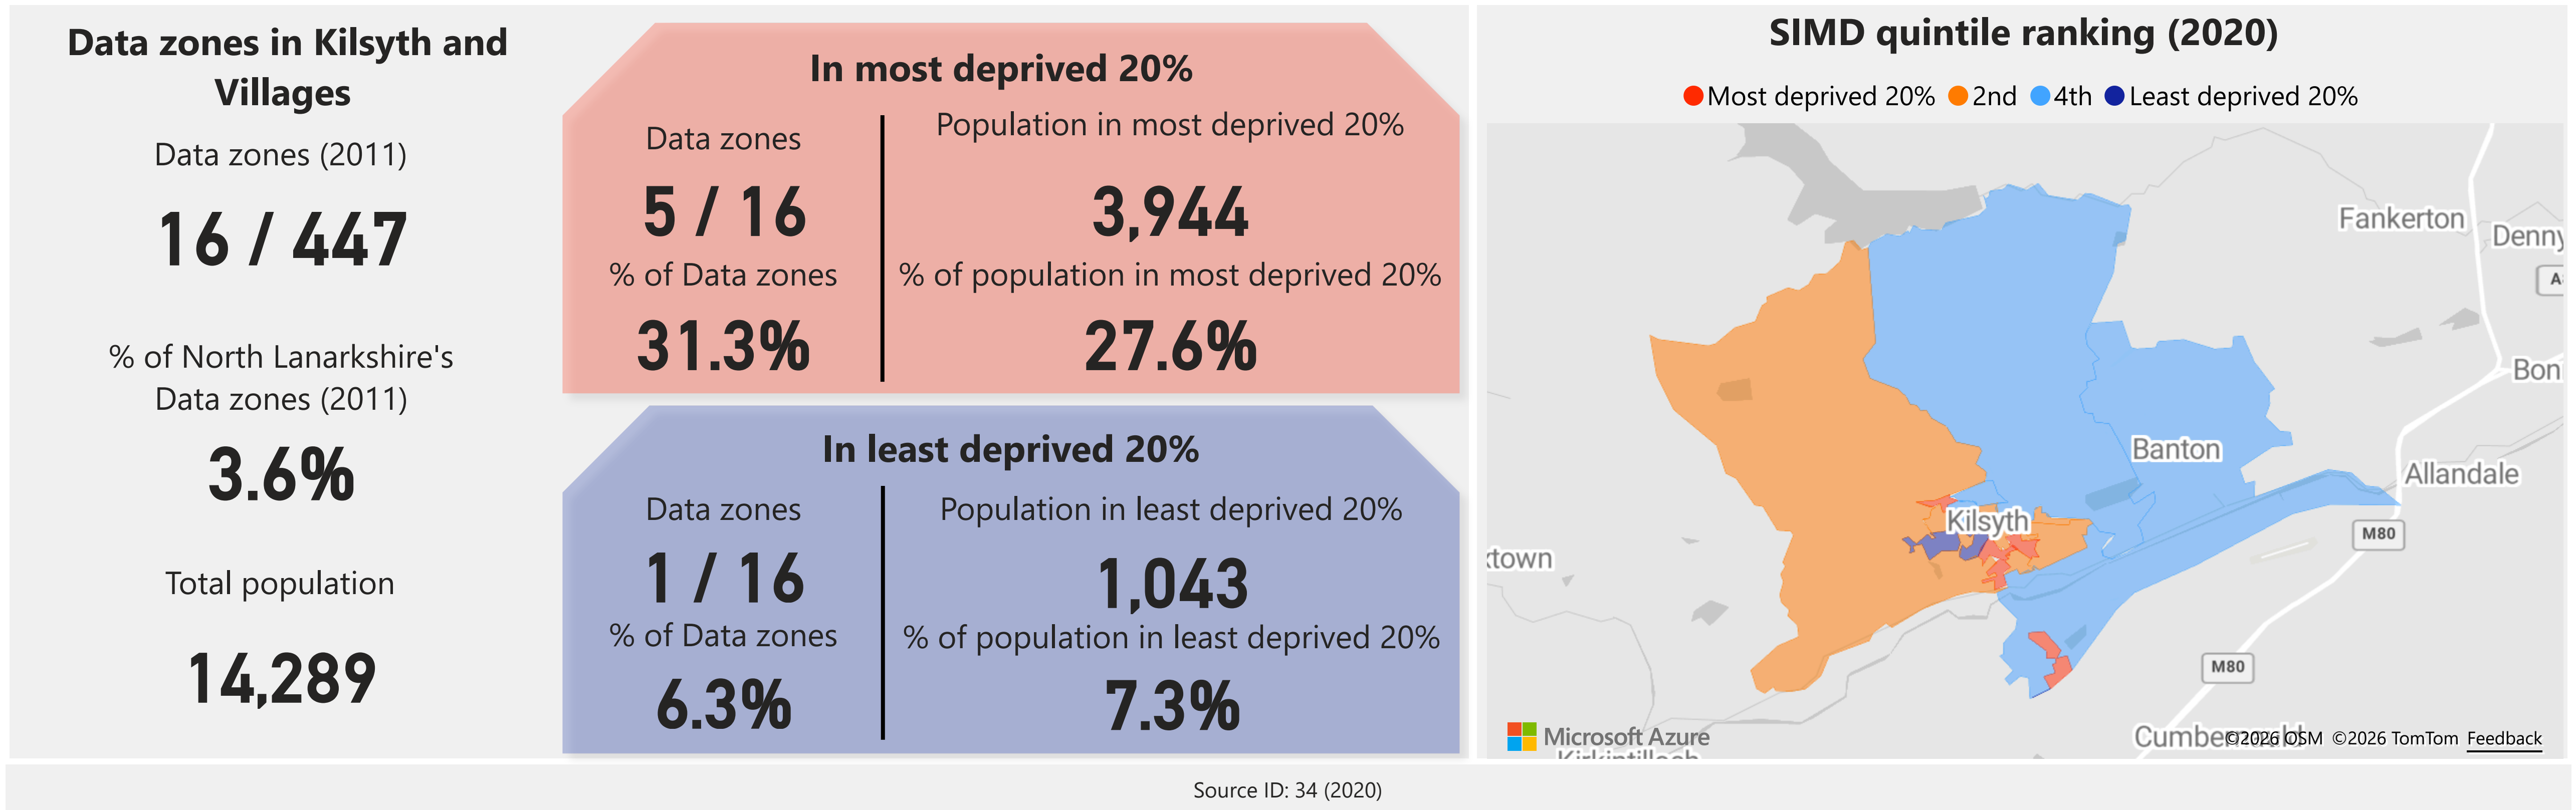 Data zones in Kilsyth and
Villages
Data zones (2011)
16 / 447
% of North Lanarkshire's
Data zones (2011)
3.6%
Total population
14,289
In most deprived 20%
Data zones
5 / 16
% of Data zones
31.3%
Population in most deprived 20%
3,944
% of population in most deprived 20%
27.6%
In least deprived 20%
Data zones
1 / 16
% of Data zones
6.3%
Population in least deprived 20%
1,043
% of population in least deprived 20%
7.3%
SIMD quintile ranking (2020)
Most deprived 20% 2nd 4th Least deprived 20%
Fankerton
Denny
A
Bon
Banton
Allandale
Kilsyth
M80
ktown
M80
Microsoft Azure
©2026 OSM ©2026 TomTom Feedback
Source ID: 34 (2020)